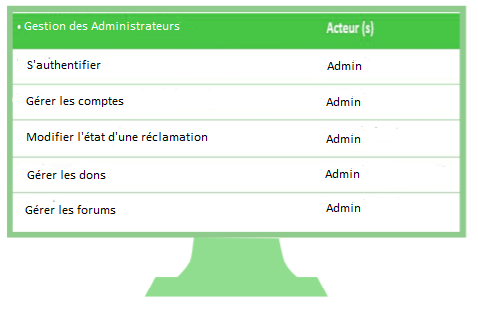 • Gestion des Administrateurs Acteur (s)
S'authentifier Admin
Gérer les comptes Admin
Modifier l'état d'une réclamation Admin
Gérer les dons Admin
Gérer les forums Admin